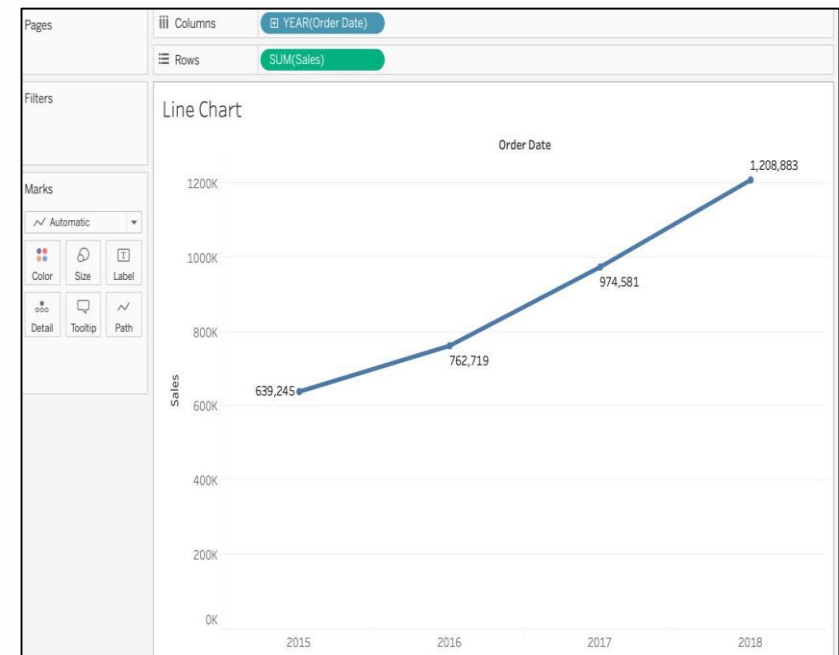 Pages
Columns
YEAR(Order Date)
Rows
SUM(Sales)
Filters
Marks
Automatic
Color Size Label
Detail Tooltip Path
Line Chart
Order Date
1200K
1000K
800K
600K
400K
200K
0K
Sales
639,245
762,719
974,581
1,208,883
2015 2016 2017 2018